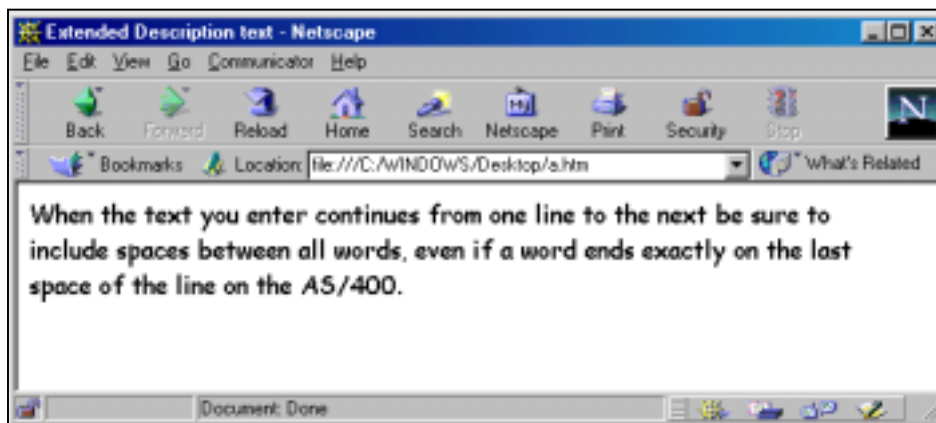 Extended Description text - Netscape
File Edit View Go Communicator Help
Back Forward Reload Home Search Netscape Print Security Stop
N
Bookmarks Location: file:///C:/WINDOWS/Desktop/a.htm What's Related
When the text you enter continues from one line to the next be sure to
include spaces between all words, even if a word ends exactly on the last
space of the line on the AS/400.
Document: Done